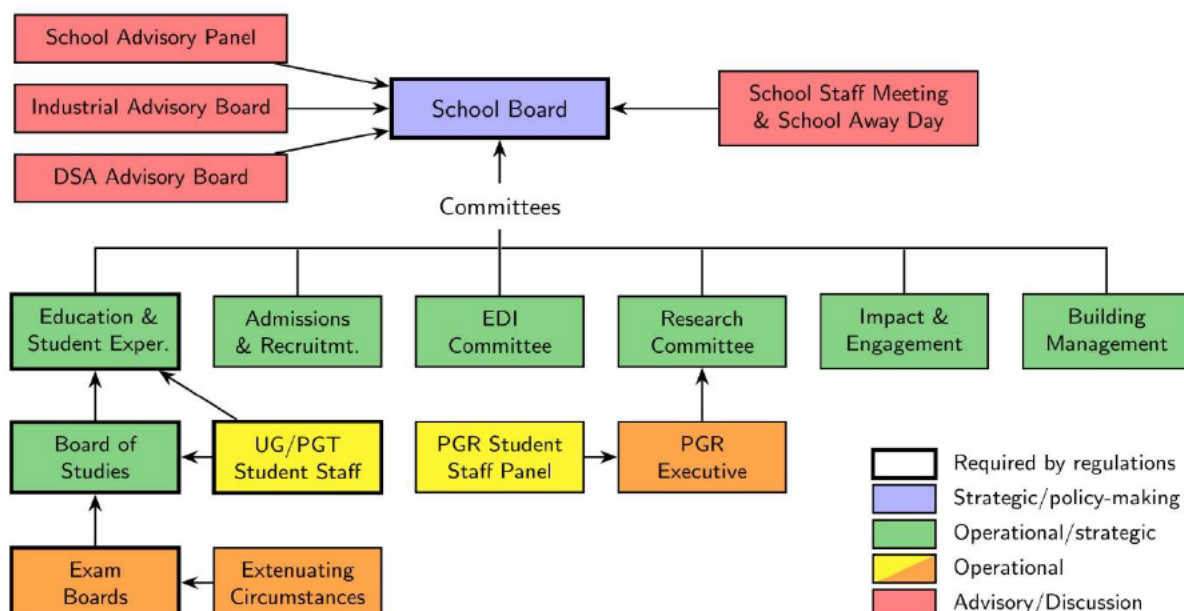 School Advisory Panel
Industrial Advisory Board
DSA Advisory Board
School Board
School Staff Meeting
& School Away Day
Committees
Education &
Student Exper.
Admissions
& Recruitmt.
EDI
Committee
Research
Committee
Impact &
Engagement
Building
Management
Board of
Studies
UG/PGT
Student Staff
PGR Student
Staff Panel
PGR
Executive
Exam
Boards
Extenuating
Circumstances
Required by regulations
Strategic/policy-making
Operational/strategic
Operational
Advisory/Discussion